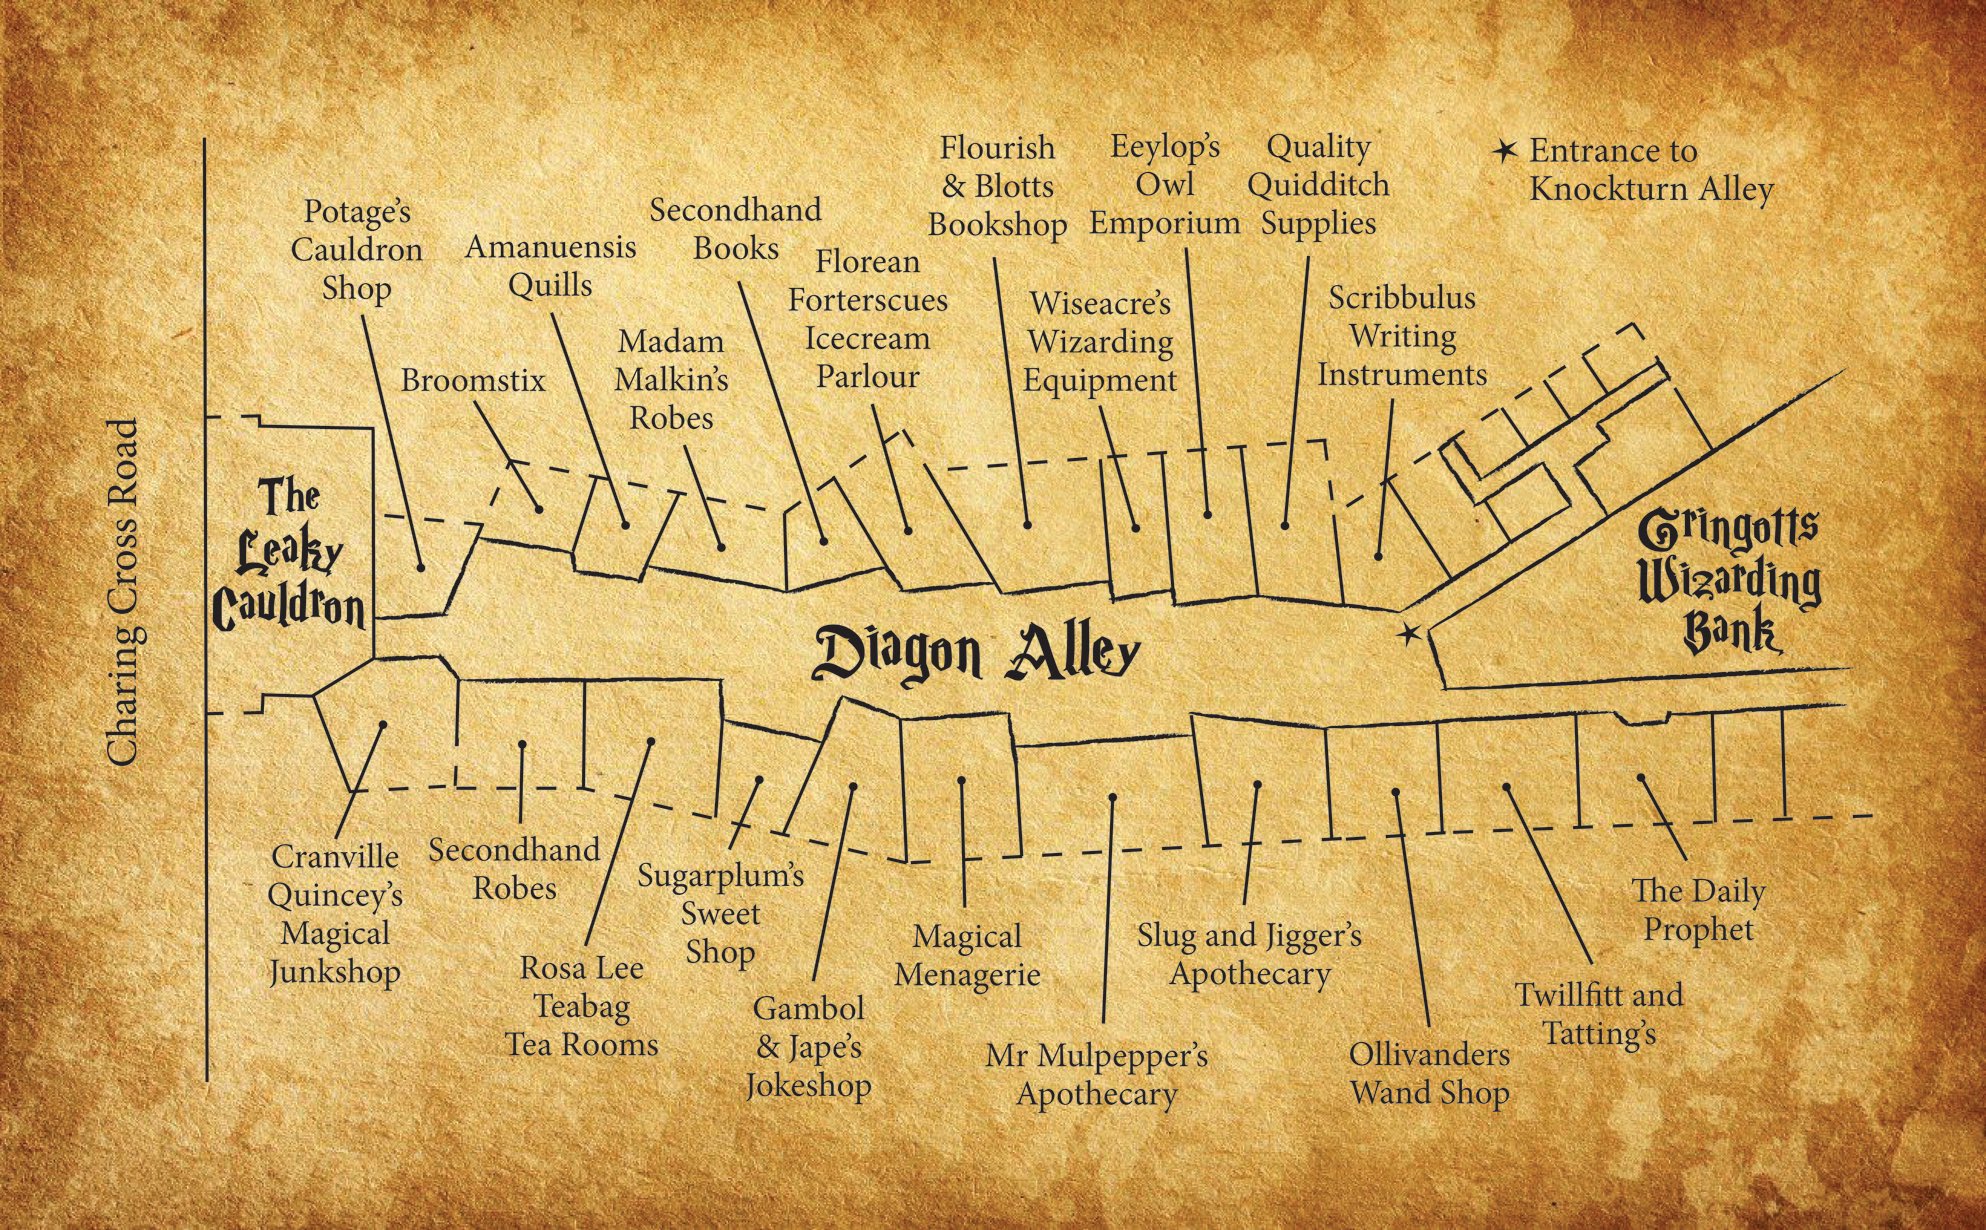 Flourish
& Blotts
Bookshop
Eeylop's
Owl
Emporium
Quality
Quidditch
Supplies
Entrance to
Knockturn Alley
Potage's
Cauldron
Shop
Amanuensis
Quills
Secondhand
Books
Florean
Forterscues
Icecream
Parlour
Wiseacre's
Wizarding
Equipment
Scribbulus
Writing
Instruments
Broomstix
Madam
Malkin's
Robes
Charing Cross Road
The
Leaky
Cauldron
Diagon Alley
Gringotts
Wizarding
Bank
Cranville
Quincey's
Magical
Junkshop
Secondhand
Robes
Rosa Lee
Teabag
Tea Rooms
Sugarplum's
Sweet
Shop
Gambol
& Jape's
Jokeshop
Magical
Menagerie
Mr Mulpepper's
Apothecary
Slug and Jigger's
Apothecary
Ollivanders
Wand Shop
Twillfitt and
Tatting's
The Daily
Prophet